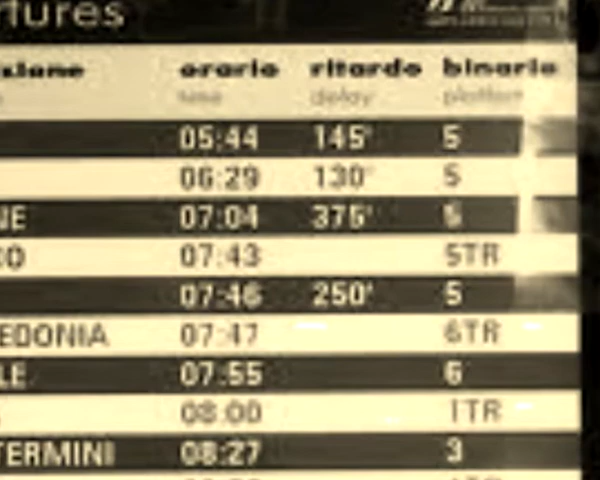 rtures
zione orario ritardo binario
time delay platform
05:44 145' 5
06:29 130' 5
NE 07:04 375' 5
CO 07:43 5TR
07:46 250' 5
EDONIA 07:47 6TR
LE 07:55 6
08:00 1TR
TERMINI 08:27 3